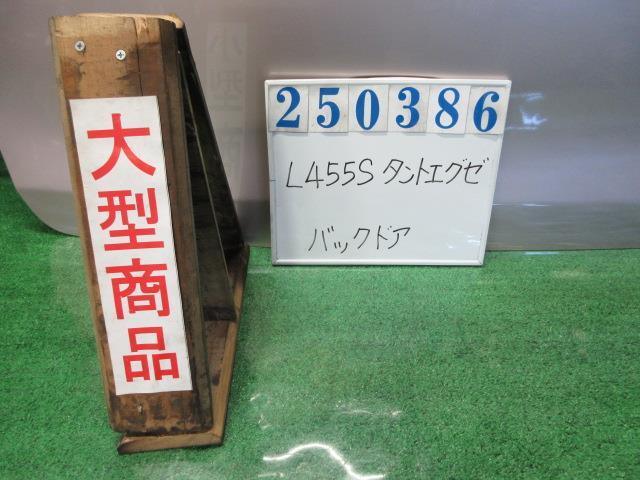 大型商品
250386
L455S タントエグゼ
バックドア